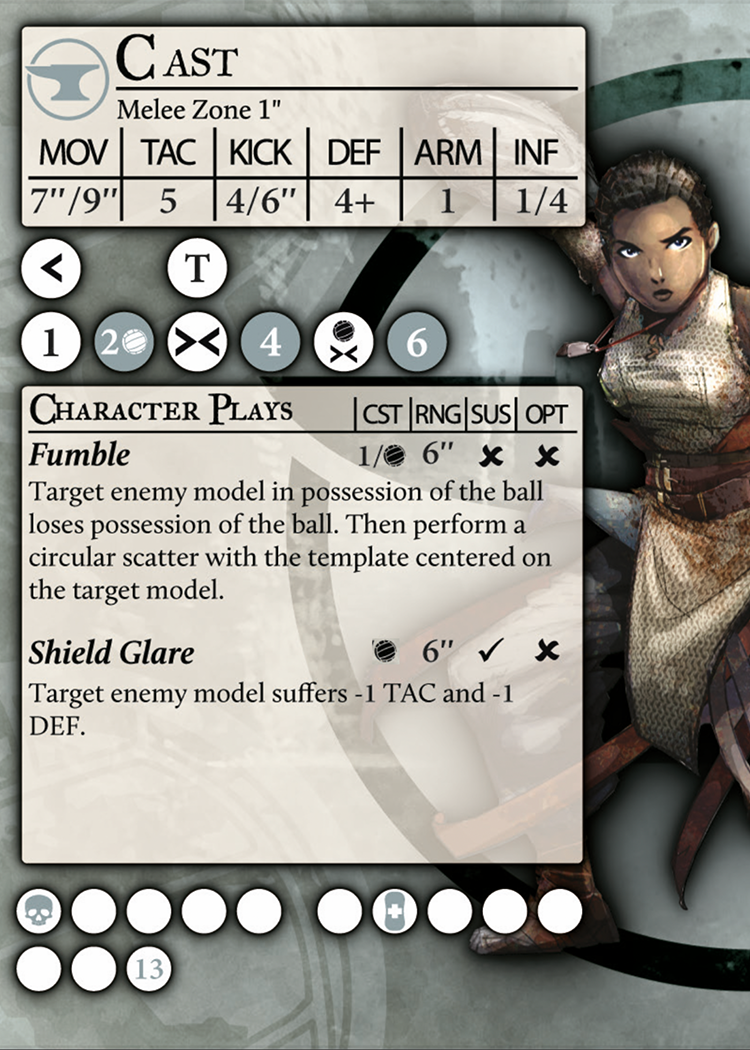 CAST
Melee Zone 1"
MOV TAC KICK DEF ARM INF
7"/9" 5 4/6" 4+ 1 1/4
< T
1 2 >< 4 >< 6
CHARACTER PLAYS CST RNG SUS OPT
Fumble 1/ 6" ✘ ✘
Target enemy model in possession of the ball
loses possession of the ball. Then perform a
circular scatter with the template centered on
the target model.
Shield Glare 6" ✓ ✘
Target enemy model suffers -1 TAC and -1
DEF.
13